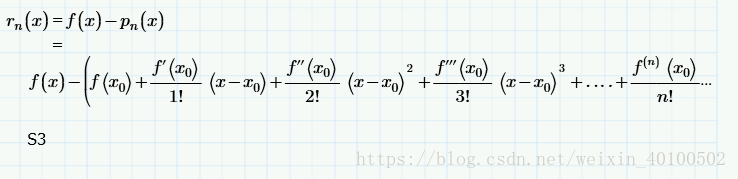 rₙ(x) = f(x) − pₙ(x)
=
f(x) − (f(x₀) + f′(x₀)/1! (x−x₀) + f″(x₀)/2! (x−x₀)² + f‴(x₀)/3! (x−x₀)³ + .... + f⁽ⁿ⁾(x₀)/n! ...
S3
https://blog.csdn.net/weixin_40100502